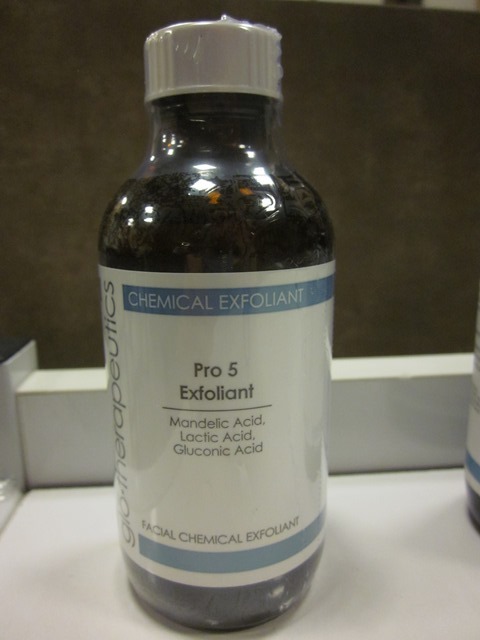 CHEMICAL EXFOLIANT
Pro 5
Exfoliant
Mandelic Acid,
Lactic Acid,
Gluconic Acid
FACIAL CHEMICAL EXFOLIANT
glo•therapeutics